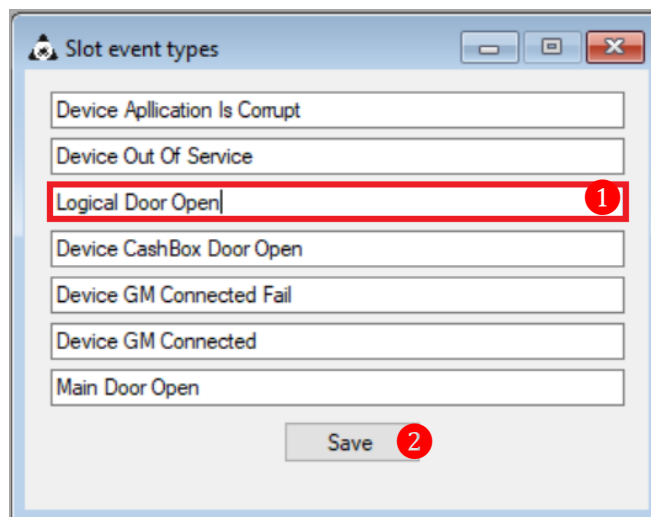 Slot event types
Device Apllication Is Corrupt
Device Out Of Service
Logical Door Open
1
Device CashBox Door Open
Device GM Connected Fail
Device GM Connected
Main Door Open
Save
2